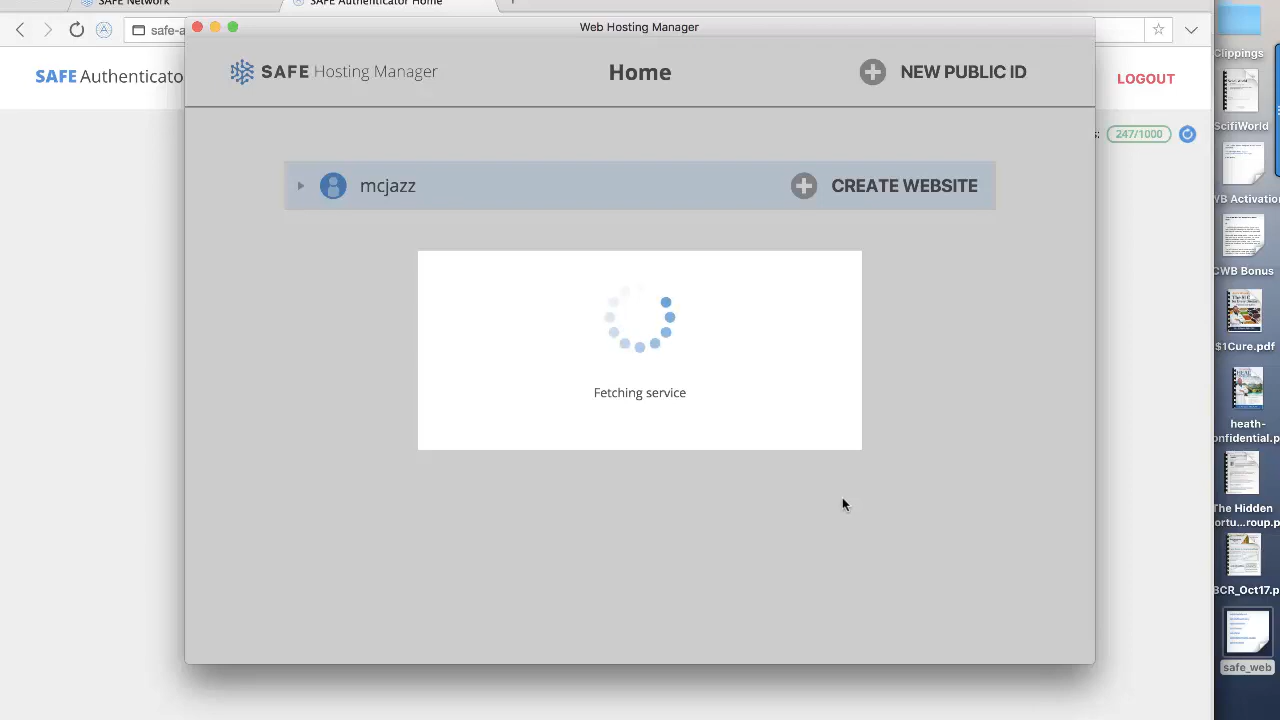 SAFE Network
SAFE Authenticator Home
safe-a
Web Hosting Manager
SAFE Authenticato
SAFE Hosting Manager
Home
NEW PUBLIC ID
LOGOUT
s: 247/1000
mcjazz
CREATE WEBSITE
Fetching service
Clippings
ScifiWorld
WB Activatio
CWB Bonus
$1Cure.pdf
heath-
onfidential.p
The Hidden
ortu...roup.p
BCR_Oct17.p
safe_web